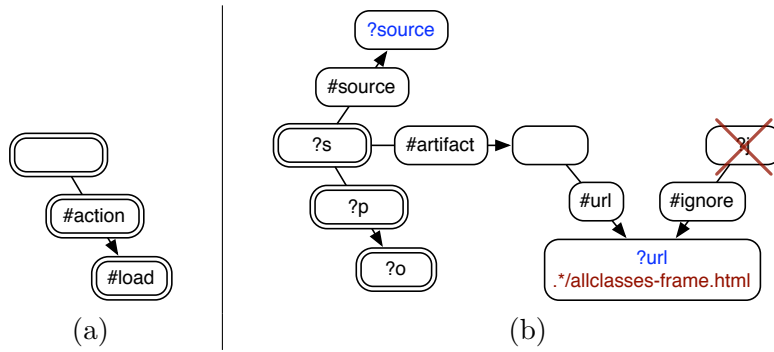 ?source
#source
?s
#artifact
?j
#action
?p
#url
#ignore
#load
?o
?url
.*/allclasses-frame.html
(a)
(b)